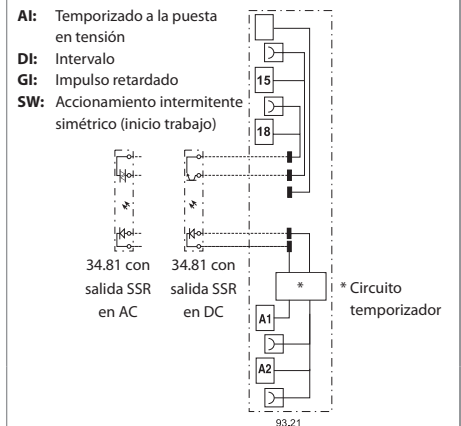 AI: Temporizado a la puesta
en tensión
DI: Intervalo
GI: Impulso retardado
SW: Accionamiento intermitente
simétrico (inicio trabajo)
15
18
34.81 con
salida SSR
en AC
34.81 con
salida SSR
en DC
*
* Circuito
temporizador
A1
A2
93.21